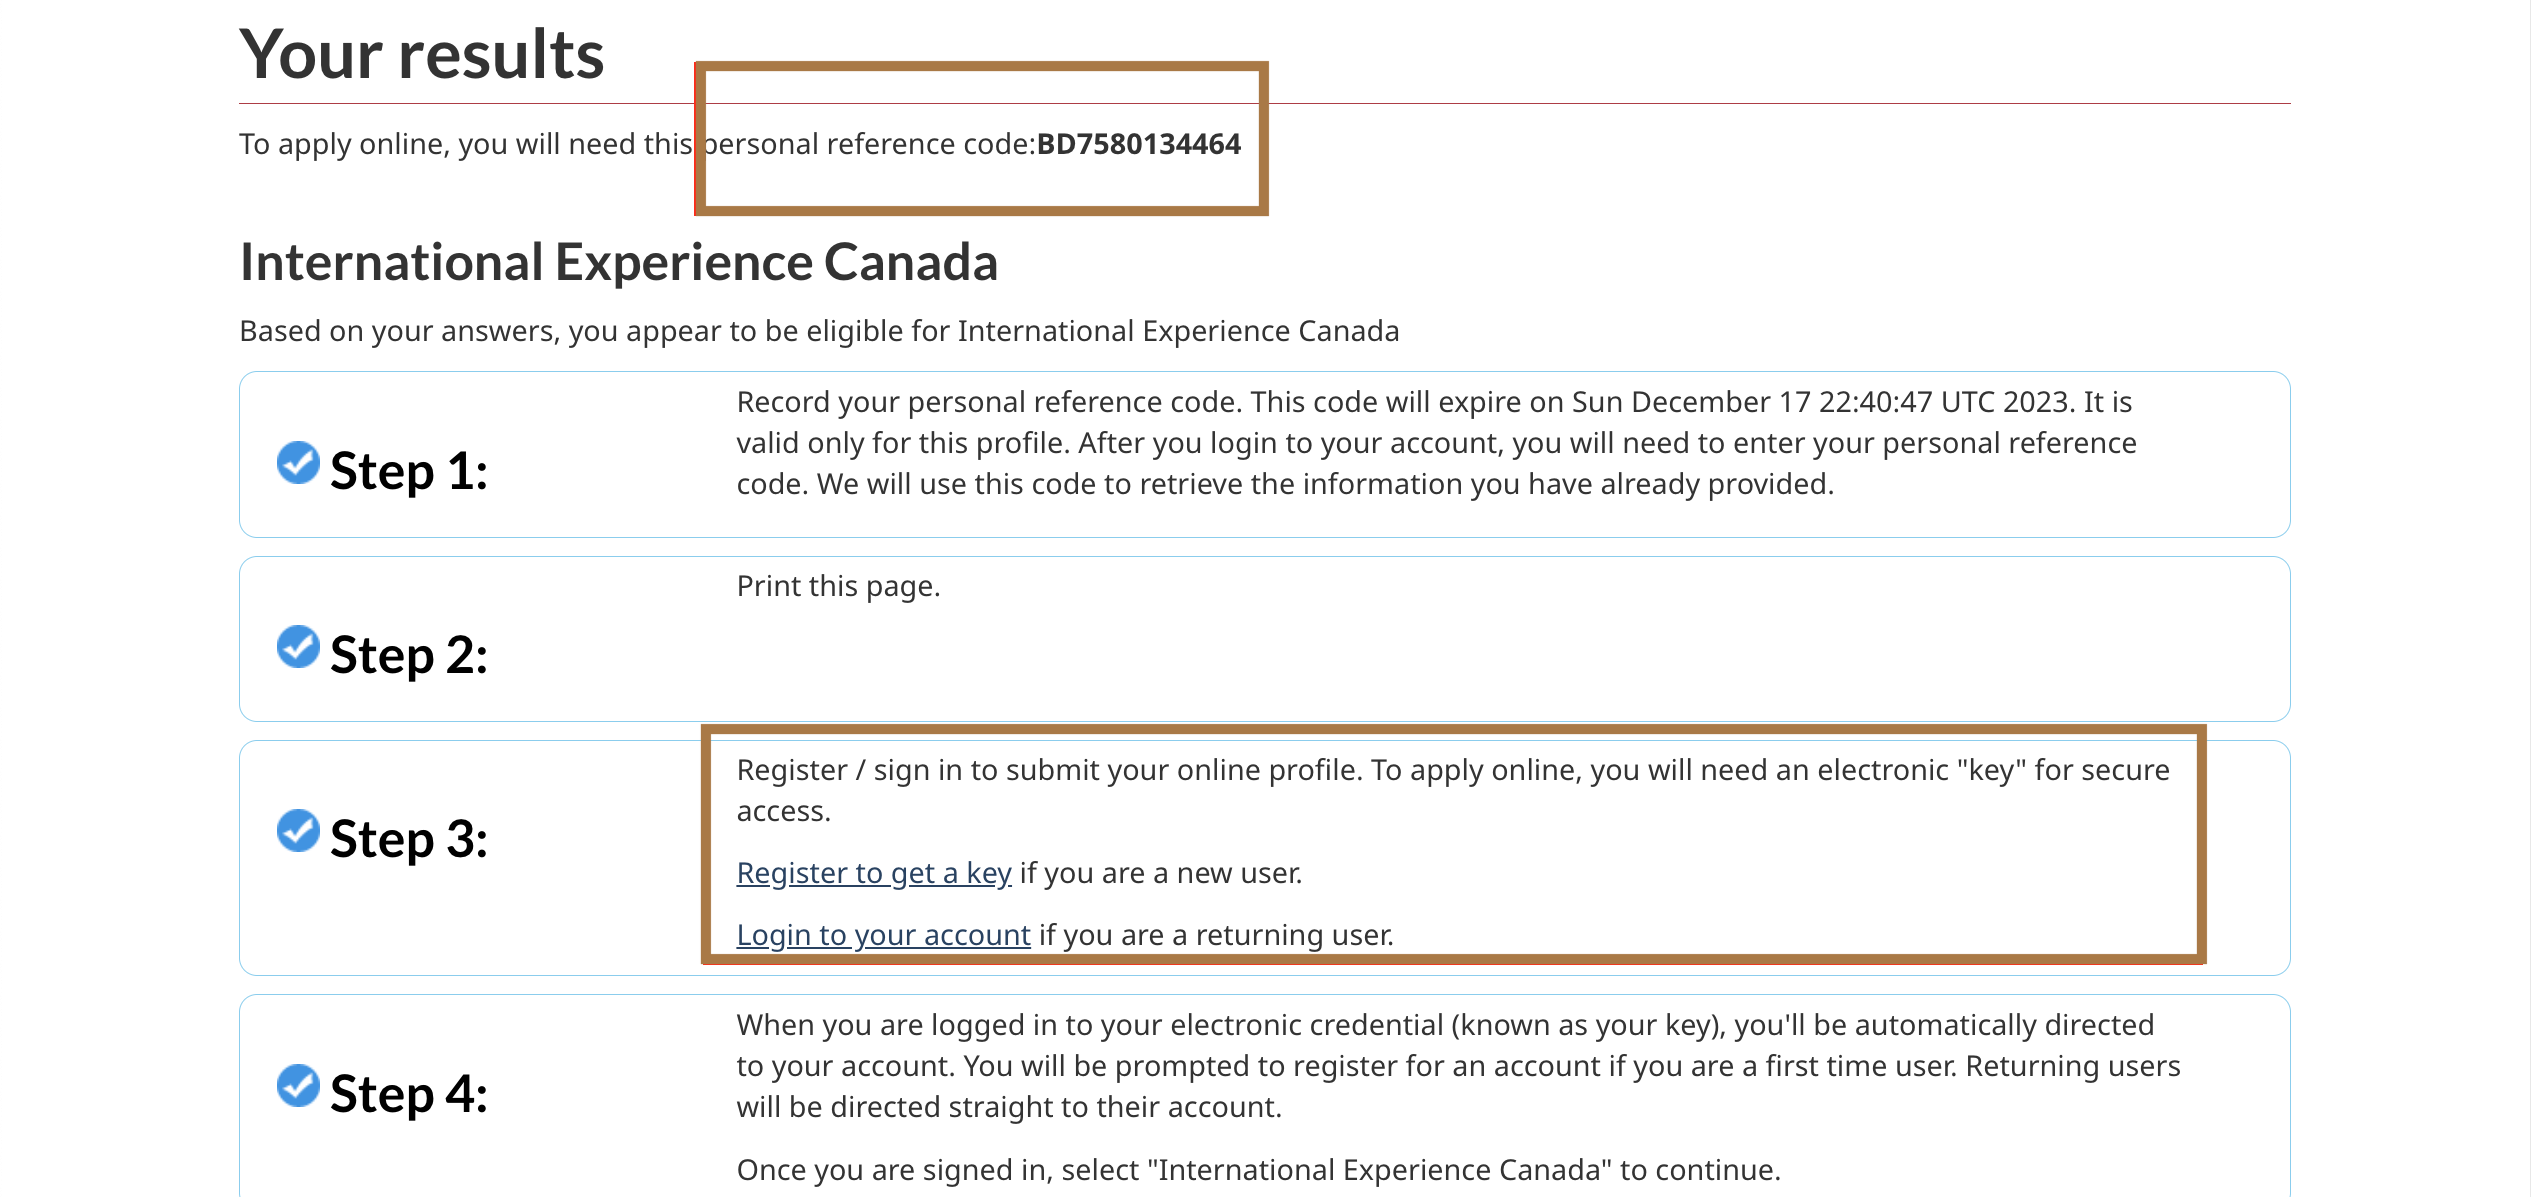 Your results
To apply online, you will need this personal reference code:BD7580134464
International Experience Canada
Based on your answers, you appear to be eligible for International Experience Canada
Step 1:
Record your personal reference code. This code will expire on Sun December 17 22:40:47 UTC 2023. It is
valid only for this profile. After you login to your account, you will need to enter your personal reference
code. We will use this code to retrieve the information you have already provided.
Step 2:
Print this page.
Step 3:
Register / sign in to submit your online profile. To apply online, you will need an electronic "key" for secure
access.
Register to get a key if you are a new user.
Login to your account if you are a returning user.
Step 4:
When you are logged in to your electronic credential (known as your key), you'll be automatically directed
to your account. You will be prompted to register for an account if you are a first time user. Returning users
will be directed straight to their account.
Once you are signed in, select "International Experience Canada" to continue.